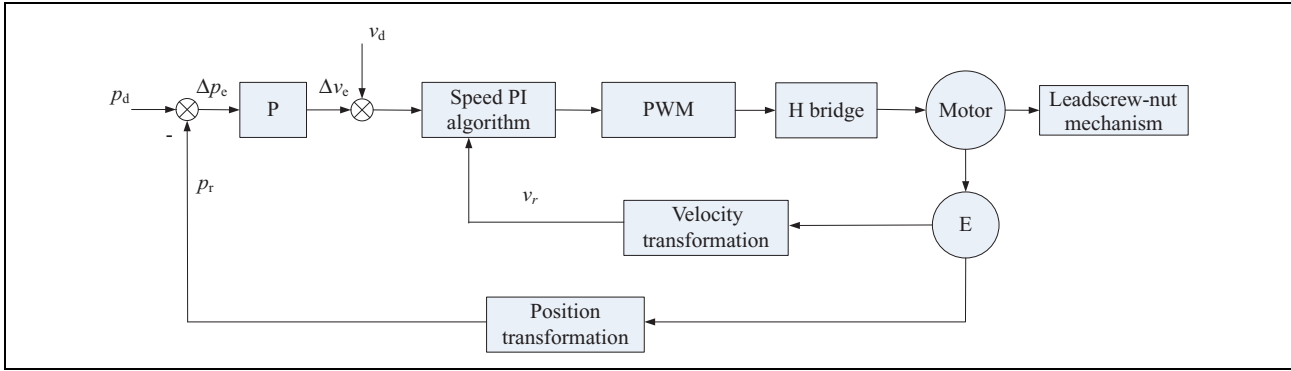 v_d
p_d
Δp_e
P
Δv_e
Speed PI
algorithm
PWM
H bridge
Motor
Leadscrew-nut
mechanism
-
p_r
v_r
Velocity
transformation
E
Position
transformation